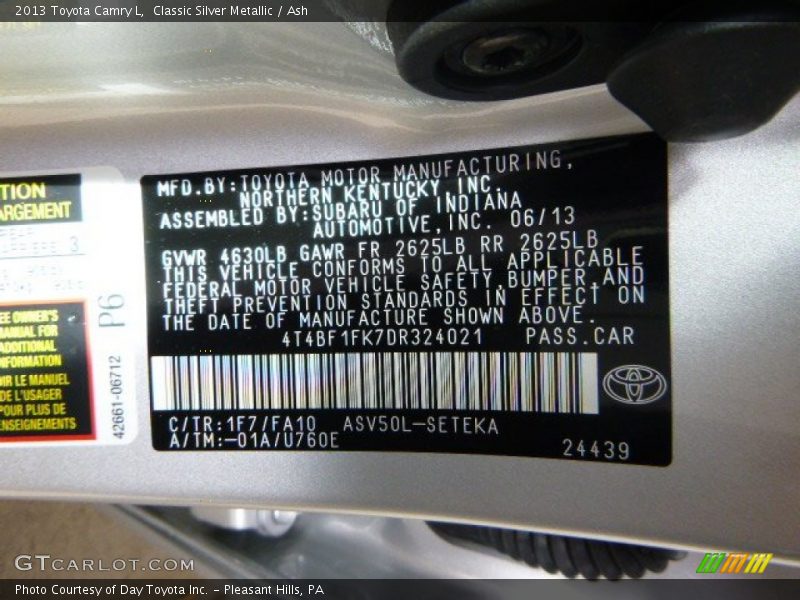 2013 Toyota Camry L,  Classic Silver Metallic / Ash
MFD.BY:TOYOTA MOTOR MANUFACTURING,
NORTHERN KENTUCKY, INC.
ASSEMBLED BY:SUBARU OF INDIANA
AUTOMOTIVE,INC. 06/13
GVWR 4630LB GAWR FR 2625LB RR 2625LB
THIS VEHICLE CONFORMS TO ALL APPLICABLE
FEDERAL MOTOR VEHICLE SAFETY,BUMPER,AND
THEFT PREVENTION STANDARDS IN EFFECT ON
THE DATE OF MANUFACTURE SHOWN ABOVE.
4T4BF1FK7DR324021 PASS.CAR
C/TR:1F7/FA10 ASV50L-SETEKA
A/TM:-01A/U760E
24439
TION
ARGEMENT
3
P6
EE OWNER'S
MANUAL FOR
ADDITIONAL
INFORMATION
OIR LE MANUEL
DE L'USAGER
POUR PLUS DE
ENSEIGNEMENTS
42661-06712
GTCARLOT.COM
Photo Courtesy of Day Toyota Inc. - Pleasant Hills, PA